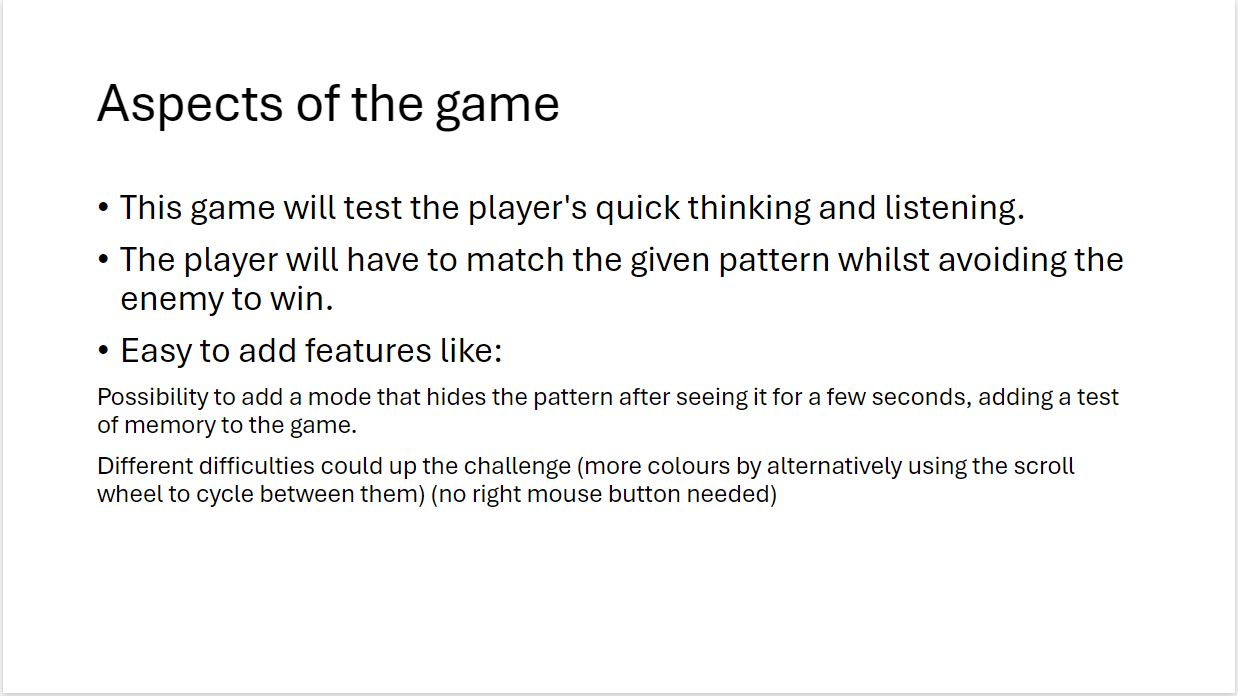 Aspects of the game
• This game will test the player's quick thinking and listening.
• The player will have to match the given pattern whilst avoiding the
enemy to win.
• Easy to add features like:
Possibility to add a mode that hides the pattern after seeing it for a few seconds, adding a test
of memory to the game.
Different difficulties could up the challenge (more colours by alternatively using the scroll
wheel to cycle between them) (no right mouse button needed)